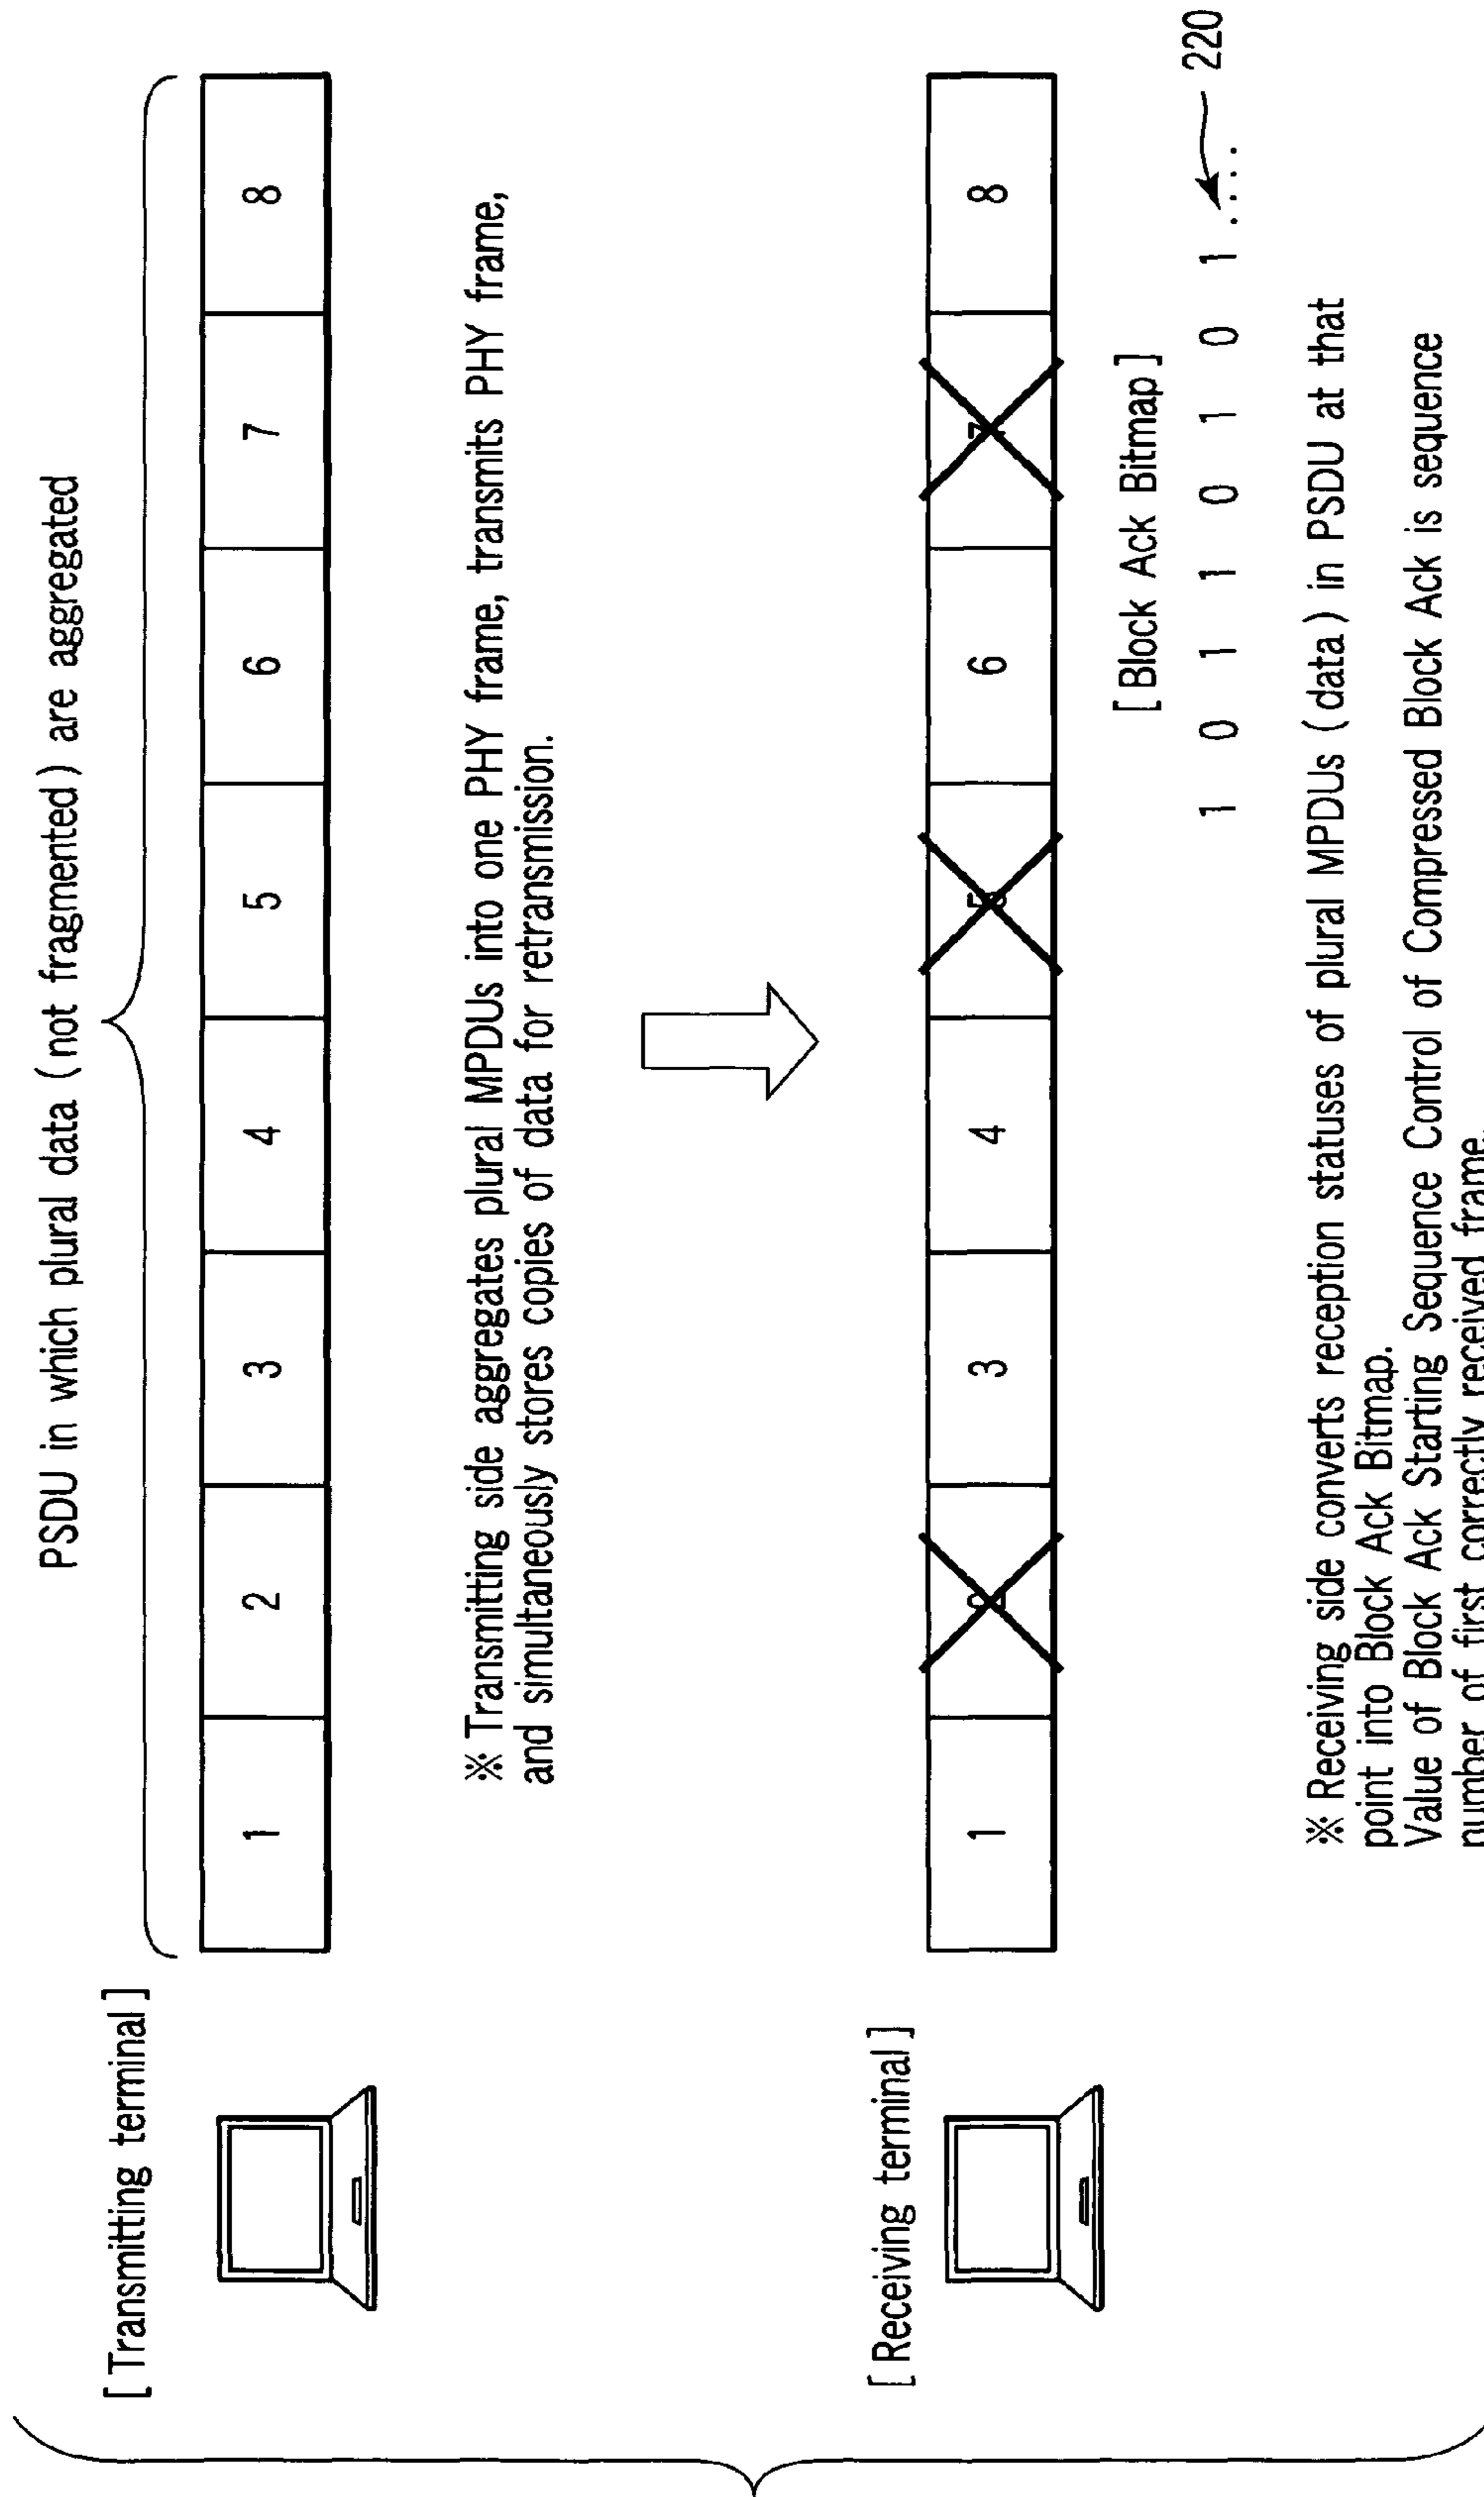 PSDU in which plural data (not fragmented) are aggregated
[Transmitting terminal]
1 2 3 4 5 6 7 8
※ Transmitting side aggregates plural MPDUs into one PHY frame, transmits PHY frame,
and simultaneously stores copies of data for retransmission.
[Receiving terminal]
1 2 3 4 5 6 7 8
[Block Ack Bitmap]
1 0 1 1 0 1 0 1 ....
220
※ Receiving side converts reception statuses of plural MPDUs (data) in PSDU at that
point into Block Ack Bitmap.
Value of Block Ack Starting Sequence Control of Compressed Block Ack is sequence
number of first correctly received frame.